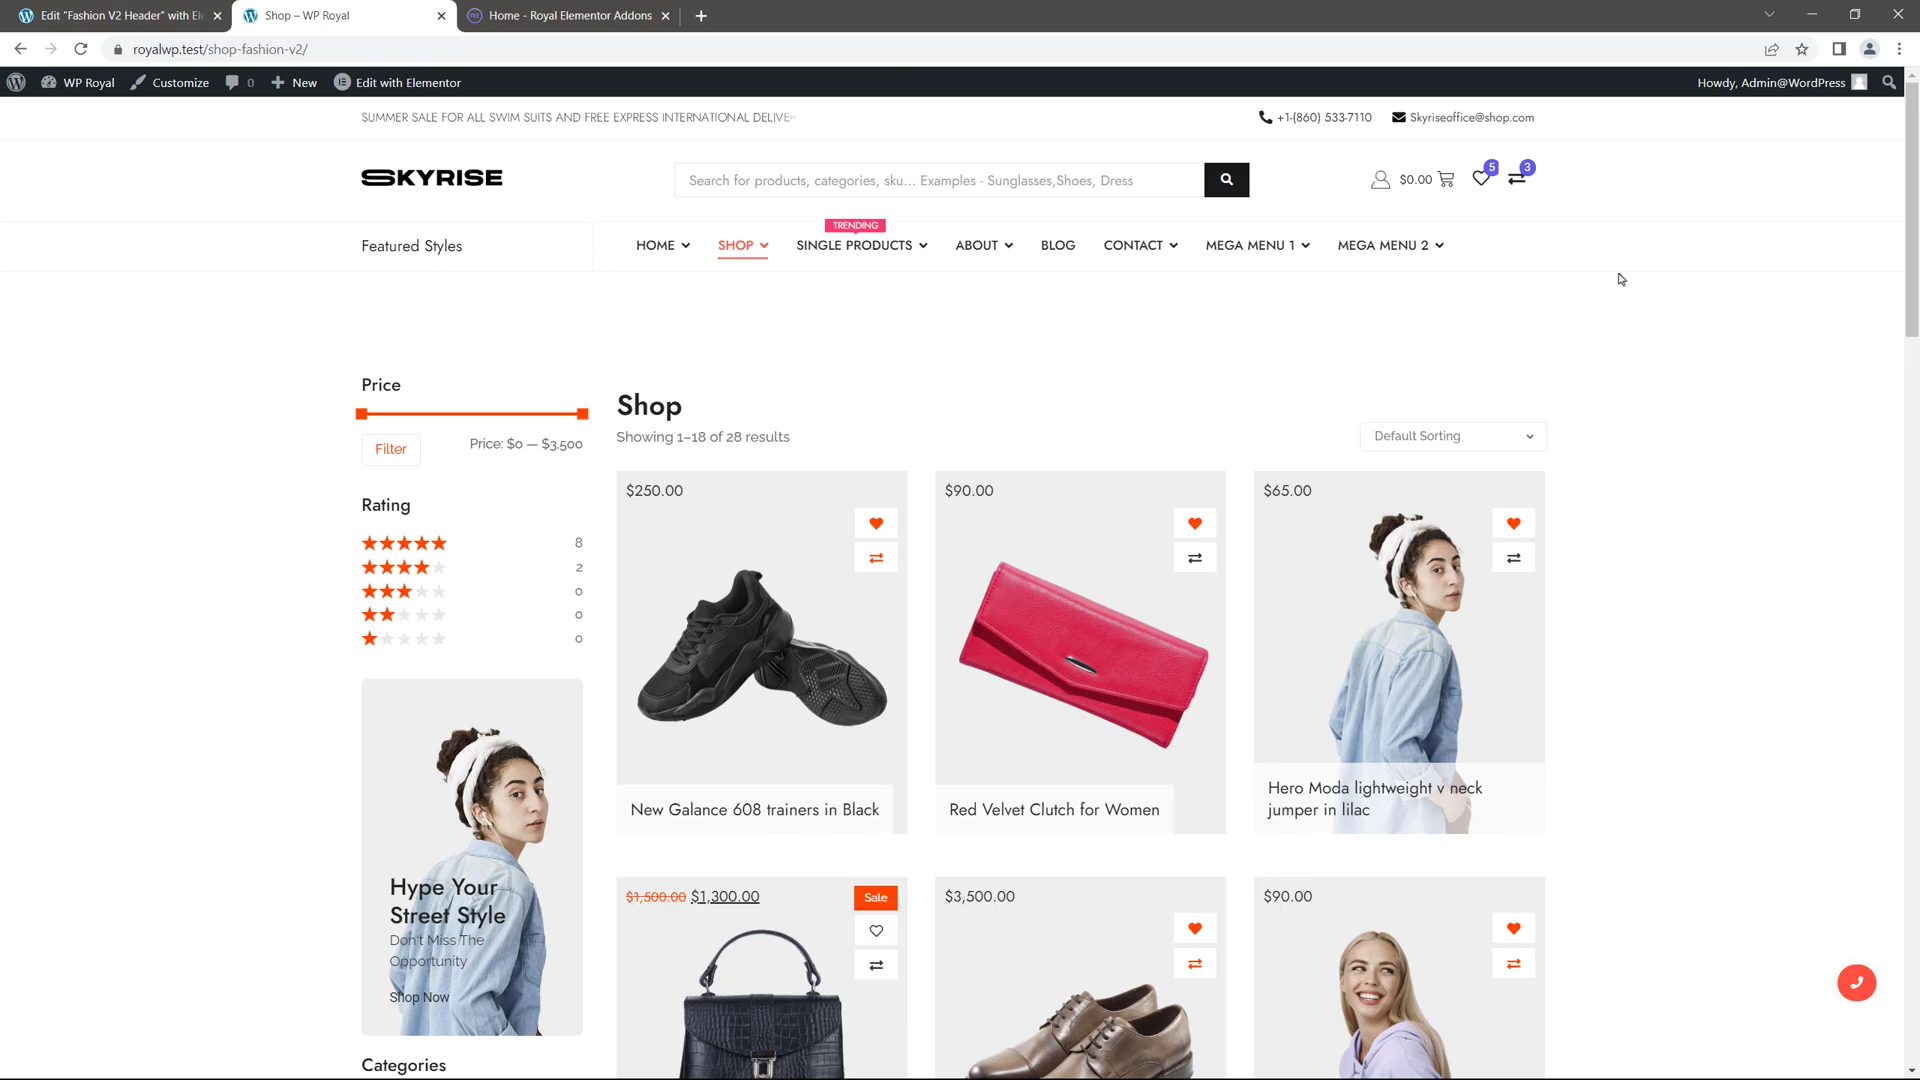 Edit "Fashion V2 Header" with El
Shop – WP Royal
Home - Royal Elementor Addons
royalwp.test/shop-fashion-v2/
WP Royal
Customize
0
New
Edit with Elementor
Howdy, Admin@WordPress
SUMMER SALE FOR ALL SWIM SUITS AND FREE EXPRESS INTERNATIONAL DELIVE
+1-(860) 533-7110
Skyriseoffice@shop.com
SKYRISE
Search for products, categories, sku... Examples - Sunglasses,Shoes, Dress
$0.00
5
3
TRENDING
Featured Styles
HOME
SHOP
SINGLE PRODUCTS
ABOUT
BLOG
CONTACT
MEGA MENU 1
MEGA MENU 2
Price
Filter
Price: $0 — $3,500
Rating
8
2
0
0
0
Hype Your
Street Style
Don't Miss The
Opportunity
Shop Now
Categories
Shop
Showing 1–18 of 28 results
Default Sorting
$250.00
New Galance 608 trainers in Black
$90.00
Red Velvet Clutch for Women
$65.00
Hero Moda lightweight v neck
jumper in lilac
$1,500.00 $1,300.00
Sale
$3,500.00
$90.00